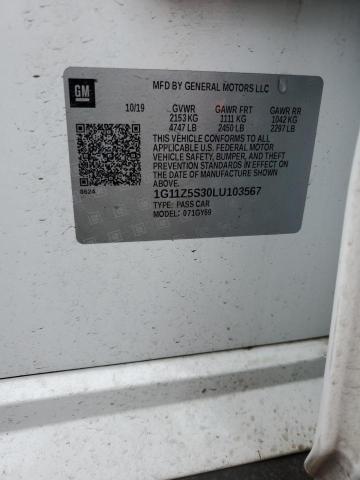 GM
MFD BY GENERAL MOTORS LLC
10/19 GVWR GAWR FRT GAWR RR
2153 KG 1111 KG 1042 KG
4747 LB 2450 LB 2297 LB
THIS VEHICLE CONFORMS TO ALL
APPLICABLE U.S. FEDERAL MOTOR
VEHICLE SAFETY, BUMPER, AND THEFT
PREVENTION STANDARDS IN EFFECT ON
THE DATE OF MANUFACTURE SHOWN ABOVE.
0624 1G11Z5S30LU103567
TYPE: PASS CAR
MODEL: 071GY69